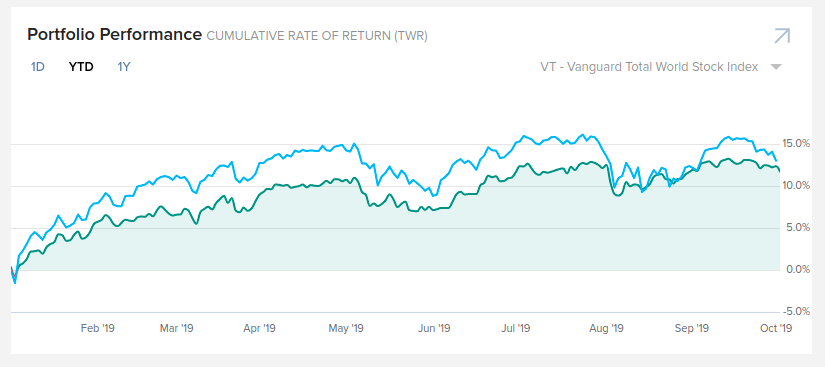 Portfolio Performance CUMULATIVE RATE OF RETURN (TWR)
1D YTD 1Y VT - Vanguard Total World Stock Index
15.0%
10.0%
5.0%
0.0%
-5.0%
Feb '19 Mar '19 Apr '19 May '19 Jun '19 Jul '19 Aug '19 Sep '19 Oct '19